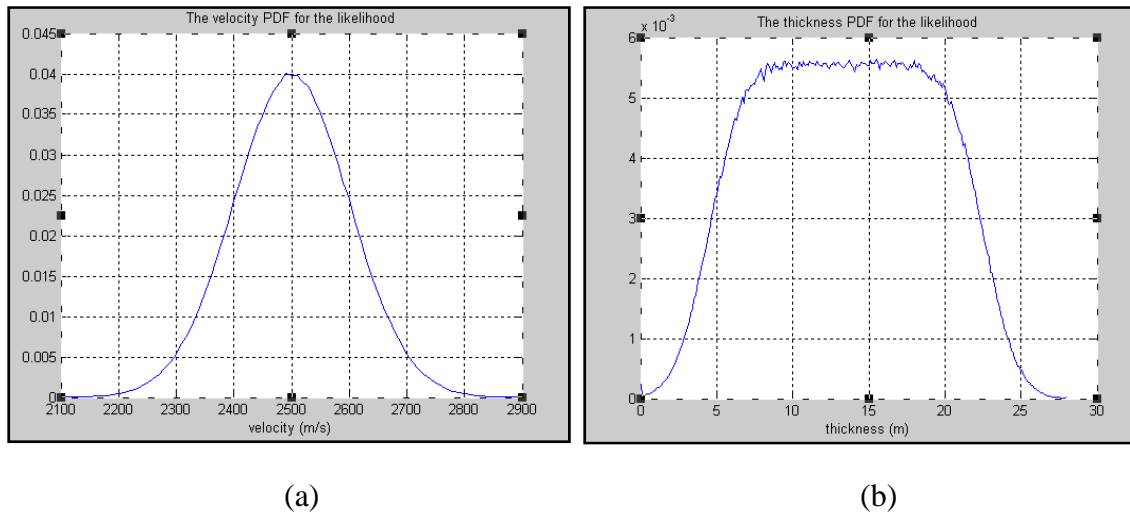 The velocity PDF for the likelihood
0.045
0.04
0.035
0.03
0.025
0.02
0.015
0.01
0.005
0
2100 2200 2300 2400 2500 2600 2700 2800 2900
velocity (m/s)
The thickness PDF for the likelihood
x 10⁻³
6
5
4
3
2
1
0
0 5 10 15 20 25 30
thickness (m)
(a)
(b)